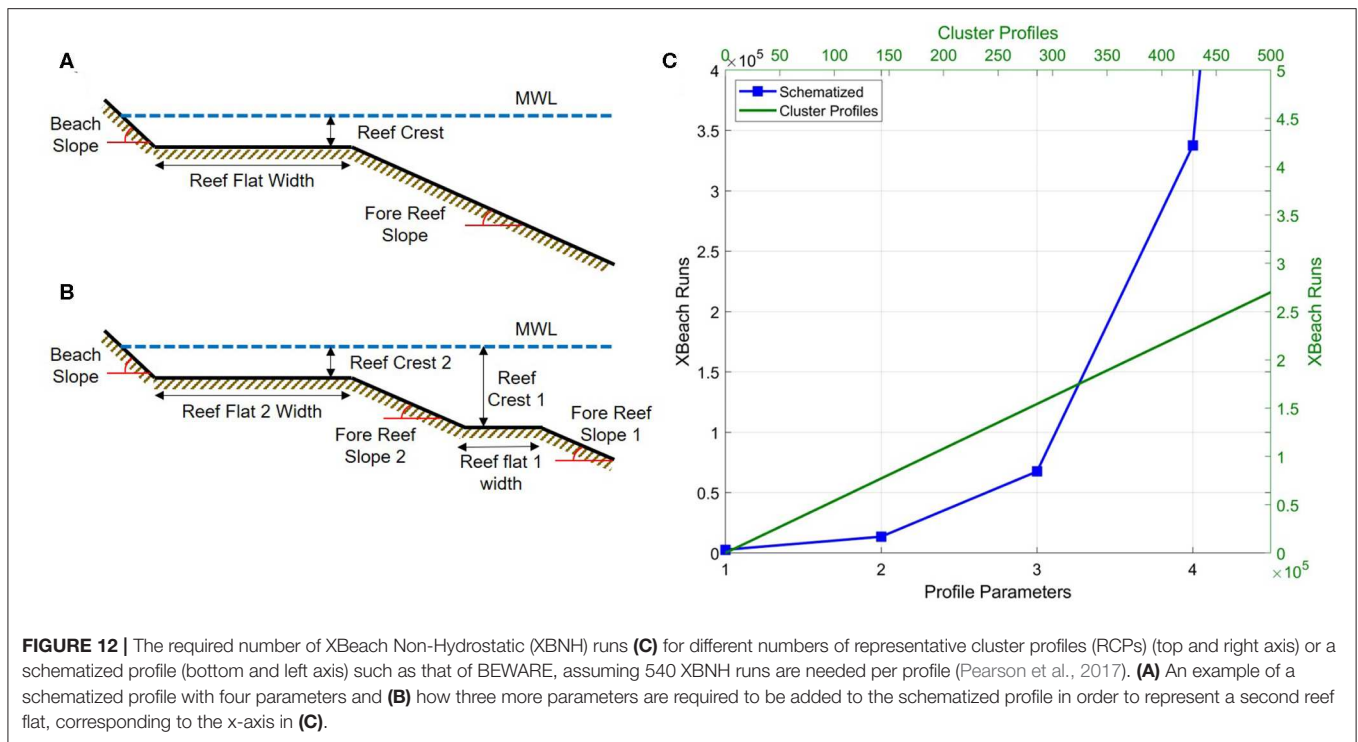 A
MWL
Beach
Slope
Reef Crest
Reef Flat Width
Fore Reef
Slope
B
MWL
Beach
Slope
Reef Crest 2
Reef
Crest 1
Reef Flat 2 Width
Fore Reef
Slope 1
Fore Reef
Slope 2
Reef flat 1
width
C
Cluster Profiles
0 50 100 150 200 250 300 350 400 450 500
×10⁵
Schematized
Cluster Profiles
XBeach Runs
4
3.5
3
2.5
2
1.5
1
0.5
0
5
4.5
4
3.5
3
2.5
2
1.5
1
0.5
0
XBeach Runs
1 2 3 4
×10⁵
Profile Parameters
FIGURE 12 | The required number of XBeach Non-Hydrostatic (XBNH) runs (C) for different numbers of representative cluster profiles (RCPs) (top and right axis) or a
schematized profile (bottom and left axis) such as that of BEWARE, assuming 540 XBNH runs are needed per profile (Pearson et al., 2017). (A) An example of a
schematized profile with four parameters and (B) how three more parameters are required to be added to the schematized profile in order to represent a second reef
flat, corresponding to the x-axis in (C).